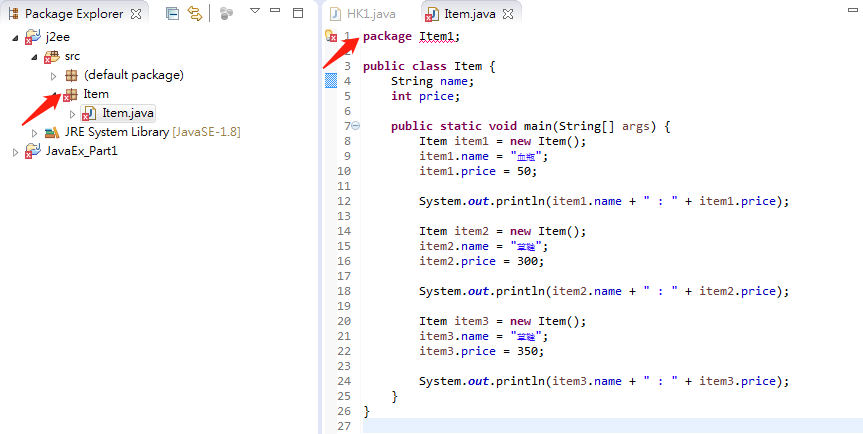 Package Explorer
j2ee
src
(default package)
Item
Item.java
JRE System Library [JavaSE-1.8]
JavaEx_Part1
HK1.java
Item.java
1 package Item1;
2
3 public class Item {
4 String name;
5 int price;
6
7 public static void main(String[] args) {
8 Item item1 = new Item();
9 item1.name = "血瓶";
10 item1.price = 50;
11
12 System.out.println(item1.name + " : " + item1.price);
13
14 Item item2 = new Item();
15 item2.name = "草鞋";
16 item2.price = 300;
17
18 System.out.println(item2.name + " : " + item2.price);
19
20 Item item3 = new Item();
21 item3.name = "";
22 item3.price = 350;
23
24 System.out.println(item3.name + " : " + item3.price);
25 }
26 }
27